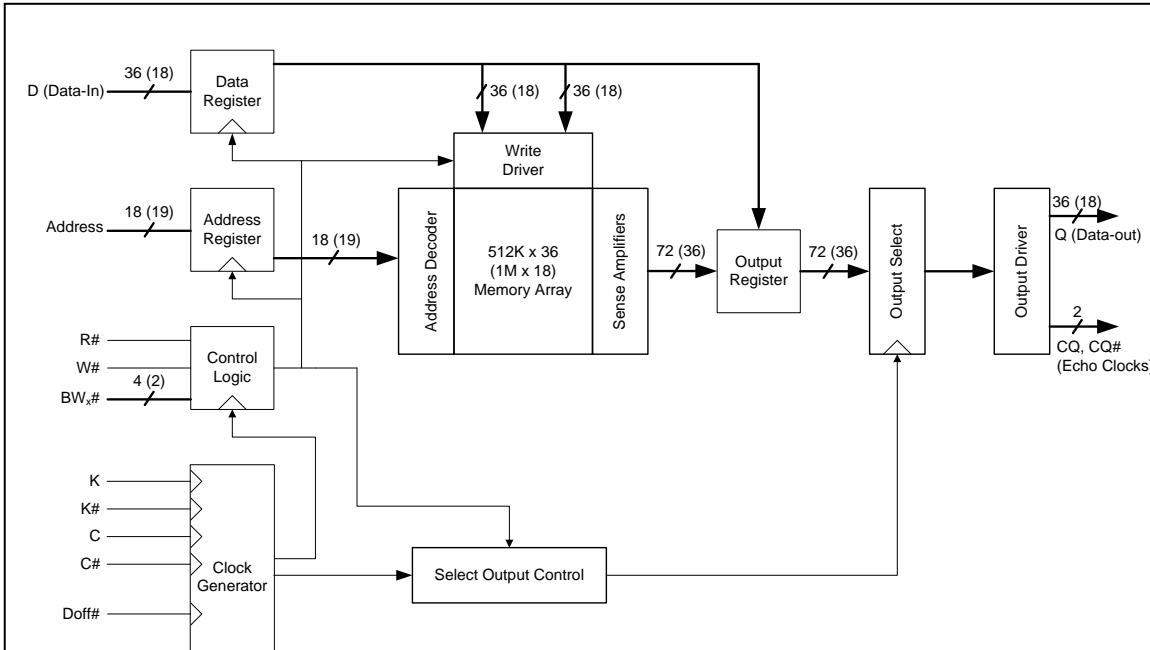 36 (18)
D (Data-In)
Data
Register
36 (18)
36 (18)
Write
Driver
18 (19)
Address
Address
Register
18 (19)
Address Decoder
512K x 36
(1M x 18)
Memory Array
Sense Amplifiers
72 (36)
Output
Register
72 (36)
Output Select
Output Driver
36 (18)
Q (Data-out)
2
CQ, CQ#
(Echo Clocks)
R#
W#
4 (2)
BWx#
Control
Logic
K
K#
C
C#
Doff#
Clock
Generator
Select Output Control